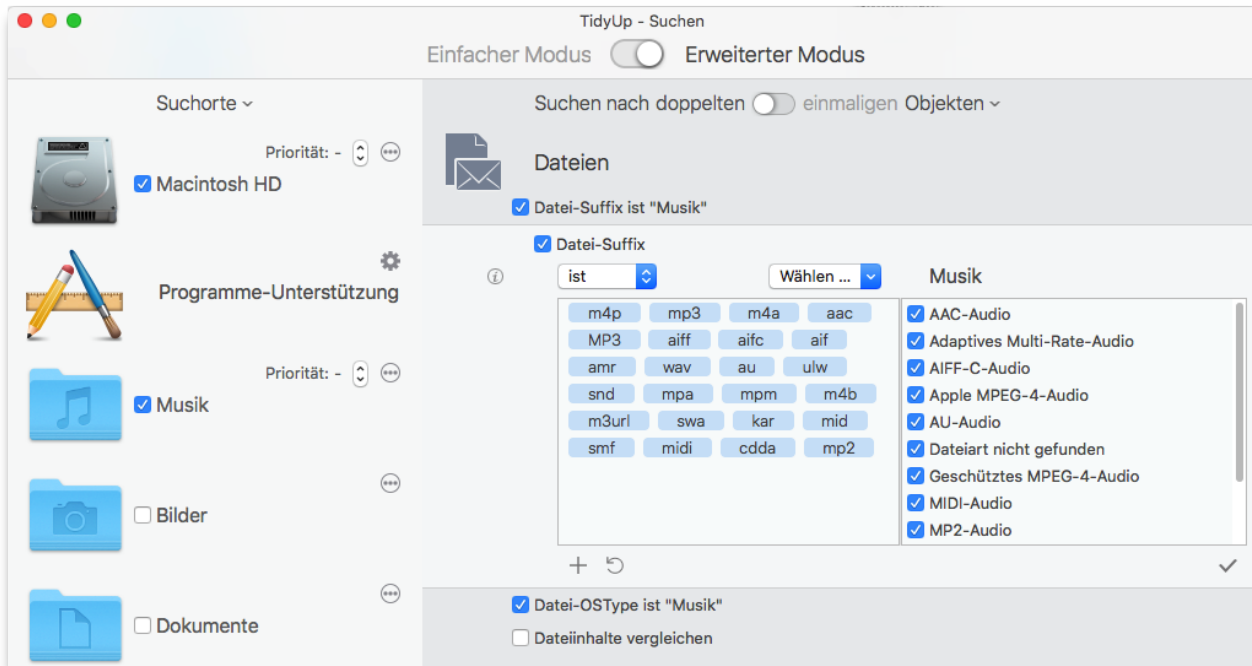 TidyUp - Suchen
Einfacher Modus Erweiterter Modus
Suchorte
Priorität: -
Macintosh HD
Programme-Unterstützung
Priorität: -
Musik
Bilder
Dokumente
Suchen nach doppelten einmaligen Objekten
Dateien
Datei-Suffix ist "Musik"
Datei-Suffix
ist Wählen ... Musik
m4p mp3 m4a aac
MP3 aiff aifc aif
amr wav au ulw
snd mpa mpm m4b
m3url swa kar mid
smf midi cdda mp2
AAC-Audio
Adaptives Multi-Rate-Audio
AIFF-C-Audio
Apple MPEG-4-Audio
AU-Audio
Dateiart nicht gefunden
Geschütztes MPEG-4-Audio
MIDI-Audio
MP2-Audio
Datei-OSType ist "Musik"
Dateiinhalte vergleichen